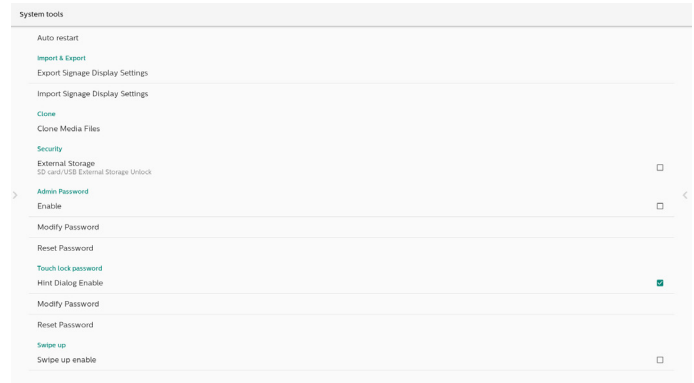 System tools
Auto restart
Import & Export
Export Signage Display Settings
Import Signage Display Settings
Clone
Clone Media Files
Security
External Storage
SD card/USB External Storage Unlock
Admin Password
Enable
Modify Password
Reset Password
Touch lock password
Hint Dialog Enable
Modify Password
Reset Password
Swipe up
Swipe up enable